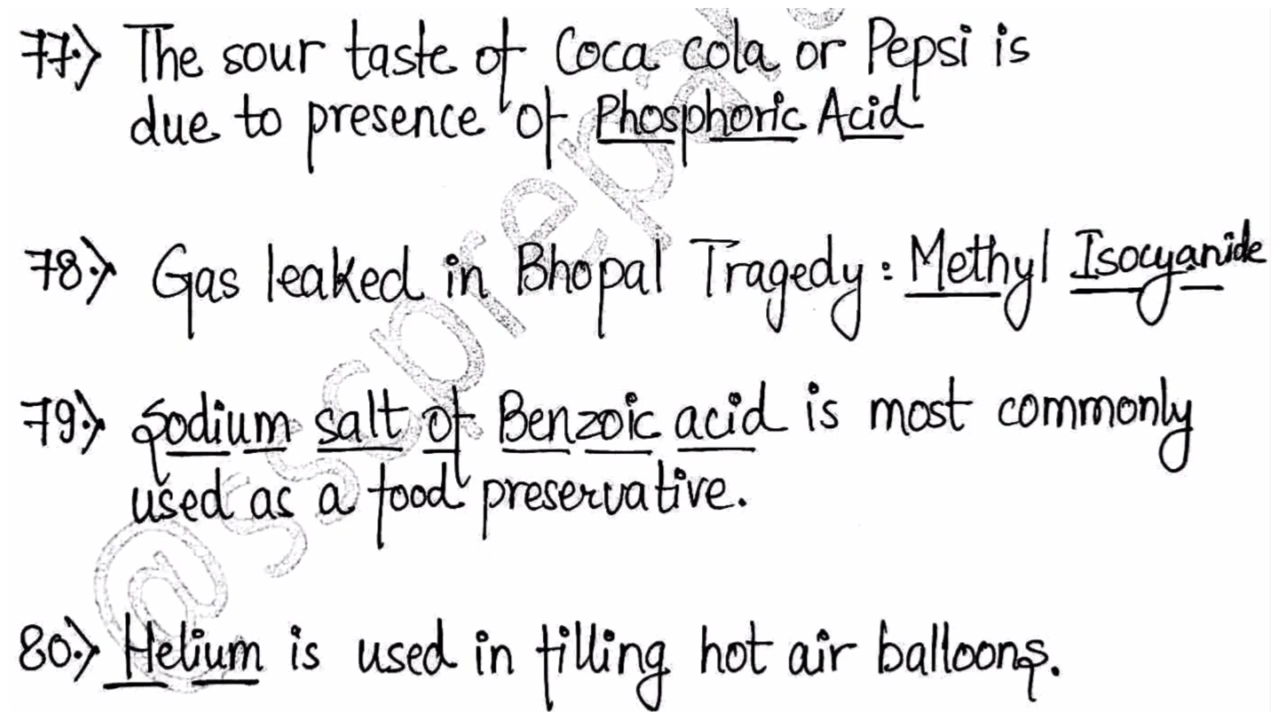 77.) The sour taste of Coca cola or Pepsi is
due to presence of Phosphoric Acid
78.) Gas leaked in Bhopal Tragedy : Methyl Isocyanide
79.) Sodium salt of Benzoic acid is most commonly
used as a food preservative.
80.) Helium is used in filling hot air balloons.